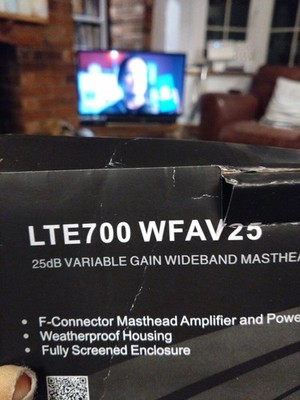 LTE700 WFAV25
25dB VARIABLE GAIN WIDEBAND MASTHEA
• F-Connector Masthead Amplifier and Powe
• Weatherproof Housing
• Fully Screened Enclosure